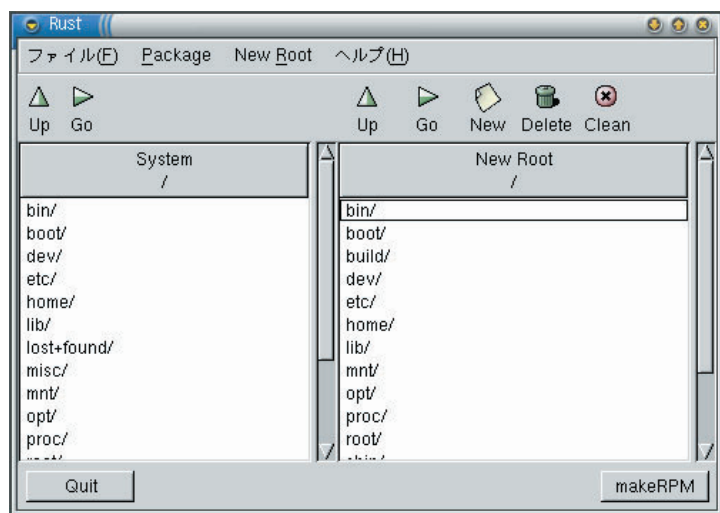 Rust
ファイル(F) Package New Root ヘルプ(H)
Up Go
Up Go New Delete Clean
System
/
bin/
boot/
dev/
etc/
home/
lib/
lost+found/
misc/
mnt/
opt/
proc/
New Root
/
bin/
boot/
build/
dev/
etc/
home/
lib/
mnt/
opt/
proc/
root/
Quit
makeRPM